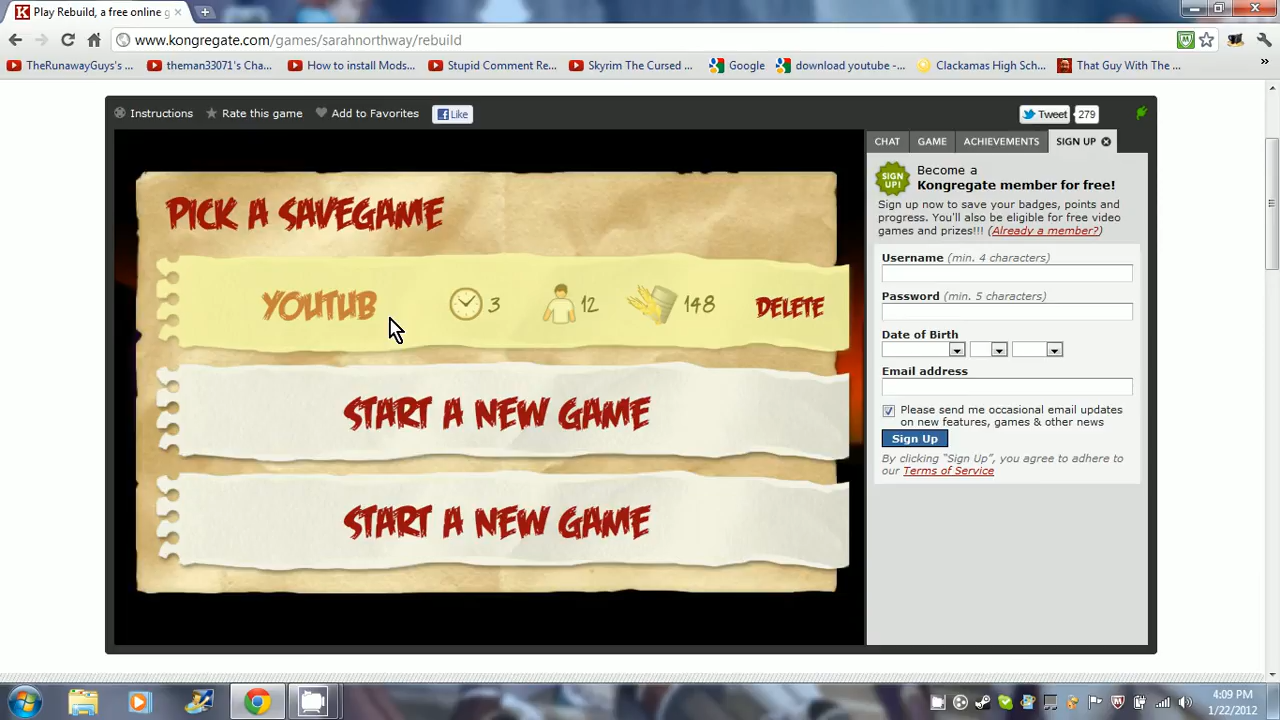 Play Rebuild, a free online g
www.kongregate.com/games/sarahnorthway/rebuild
TheRunawayGuys's ... theman33071's Cha... How to install Mods... Stupid Comment Re... Skyrim The Cursed ... Google download youtube -... Clackamas High Sch... That Guy With The ...
Instructions Rate this game Add to Favorites Like Tweet 279
CHAT GAME ACHIEVEMENTS SIGN UP
SIGN UP!
Become a
Kongregate member for free!
Sign up now to save your badges, points and
progress. You'll also be eligible for free video
games and prizes!!! (Already a member?)
Username (min. 4 characters)
Password (min. 5 characters)
Date of Birth
Email address
Please send me occasional email updates
on new features, games & other news
Sign Up
By clicking "Sign Up", you agree to adhere to
our Terms of Service
PICK A SAVEGAME
YOUTUB 3 12 148 DELETE
START A NEW GAME
START A NEW GAME
4:09 PM
1/22/2012